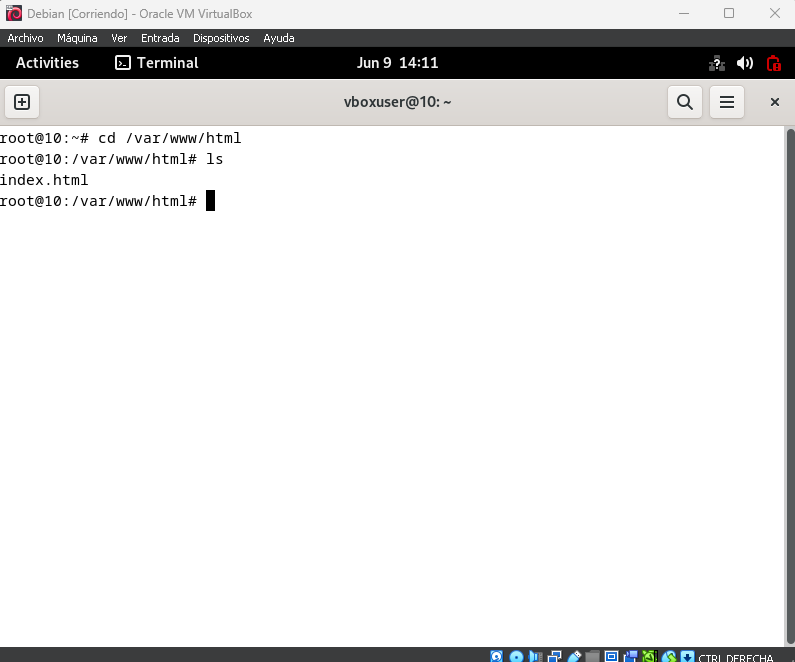 Debian [Corriendo] - Oracle VM VirtualBox
Archivo Máquina Ver Entrada Dispositivos Ayuda
Activities Terminal Jun 9 14:11
vboxuser@10: ~
root@10:~# cd /var/www/html
root@10:/var/www/html# ls
index.html
root@10:/var/www/html#
CTRL DERECHA